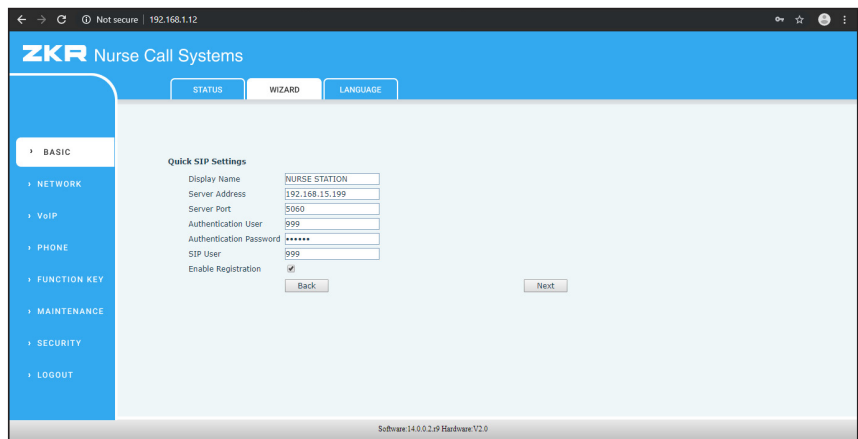 Not secure | 192.168.1.12
ZKR Nurse Call Systems
STATUS WIZARD LANGUAGE
› BASIC
› NETWORK
› VoIP
› PHONE
› FUNCTION KEY
› MAINTENANCE
› SECURITY
› LOGOUT
Quick SIP Settings
Display Name NURSE STATION
Server Address 192.168.15.199
Server Port 5060
Authentication User 999
Authentication Password ••••••
SIP User 999
Enable Registration
Back Next
Software:14.0.0.2.r9 Hardware:V2.0